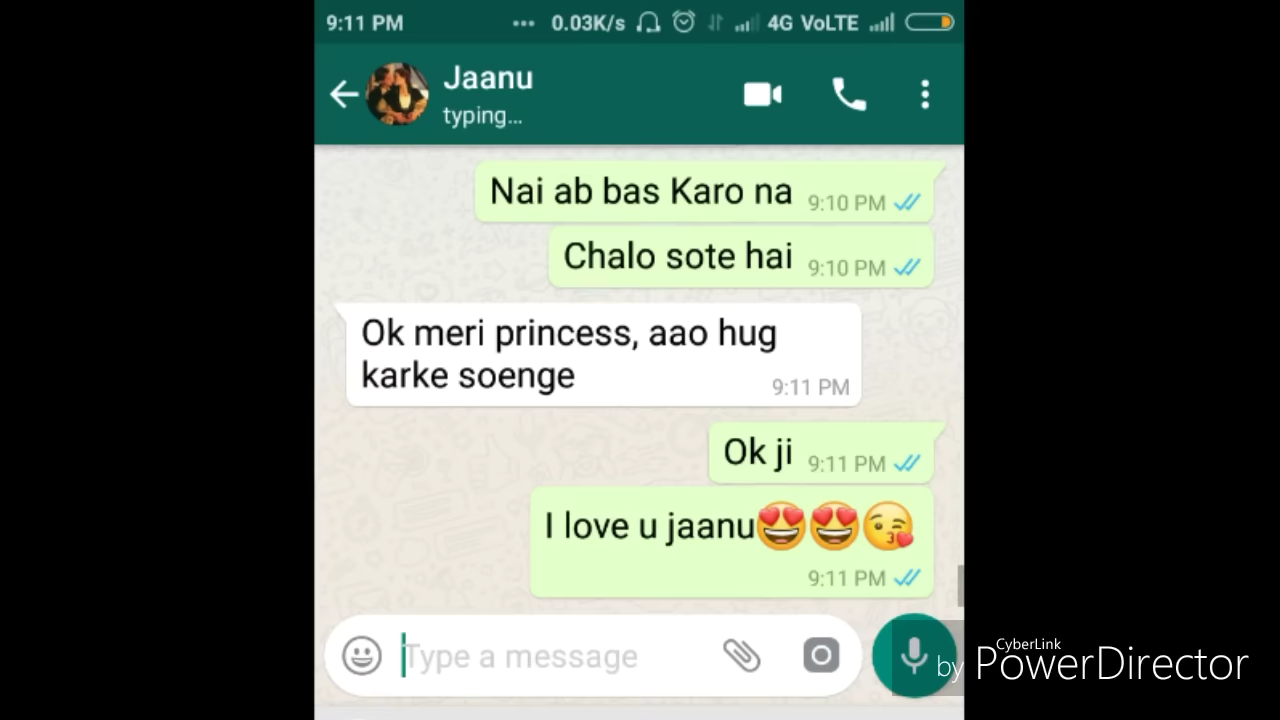 9:11 PM ... 0.03K/s 4G VoLTE
Jaanu
typing...
Nai ab bas Karo na 9:10 PM
Chalo sote hai 9:10 PM
Ok meri princess, aao hug
karke soenge 9:11 PM
Ok ji 9:11 PM
I love u jaanu😍😍😘
9:11 PM
Type a message
CyberLink
by PowerDirector